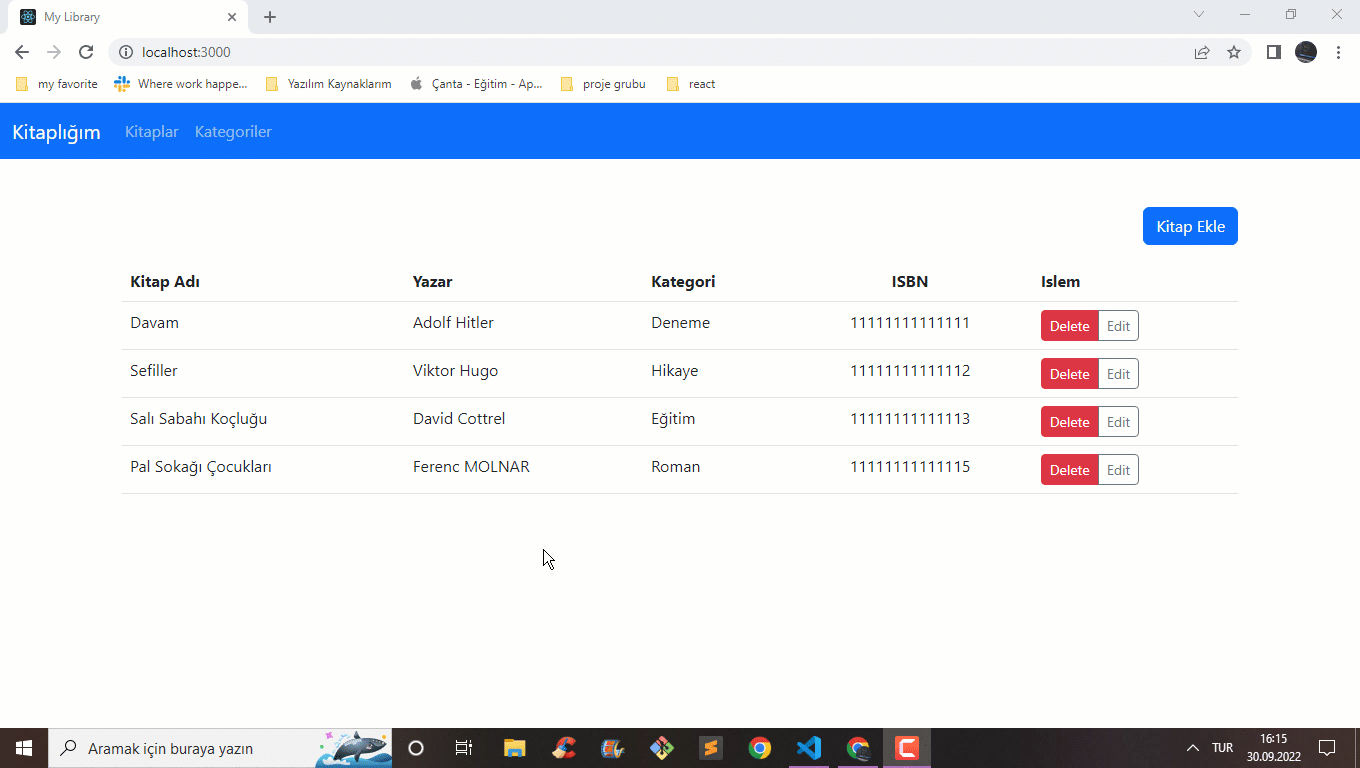 My Library
localhost:3000
my favorite Where work happe... Yazılım Kaynaklarım Çanta - Eğitim - Ap... proje grubu react
Kitaplığım Kitaplar Kategoriler
Kitap Ekle
Kitap Adı Yazar Kategori ISBN Islem
Davam Adolf Hitler Deneme 11111111111111 Delete Edit
Sefiller Viktor Hugo Hikaye 11111111111112 Delete Edit
Salı Sabahı Koçluğu David Cottrel Eğitim 11111111111113 Delete Edit
Pal Sokağı Çocukları Ferenc MOLNAR Roman 11111111111115 Delete Edit
Aramak için buraya yazın TUR 16:15
30.09.2022